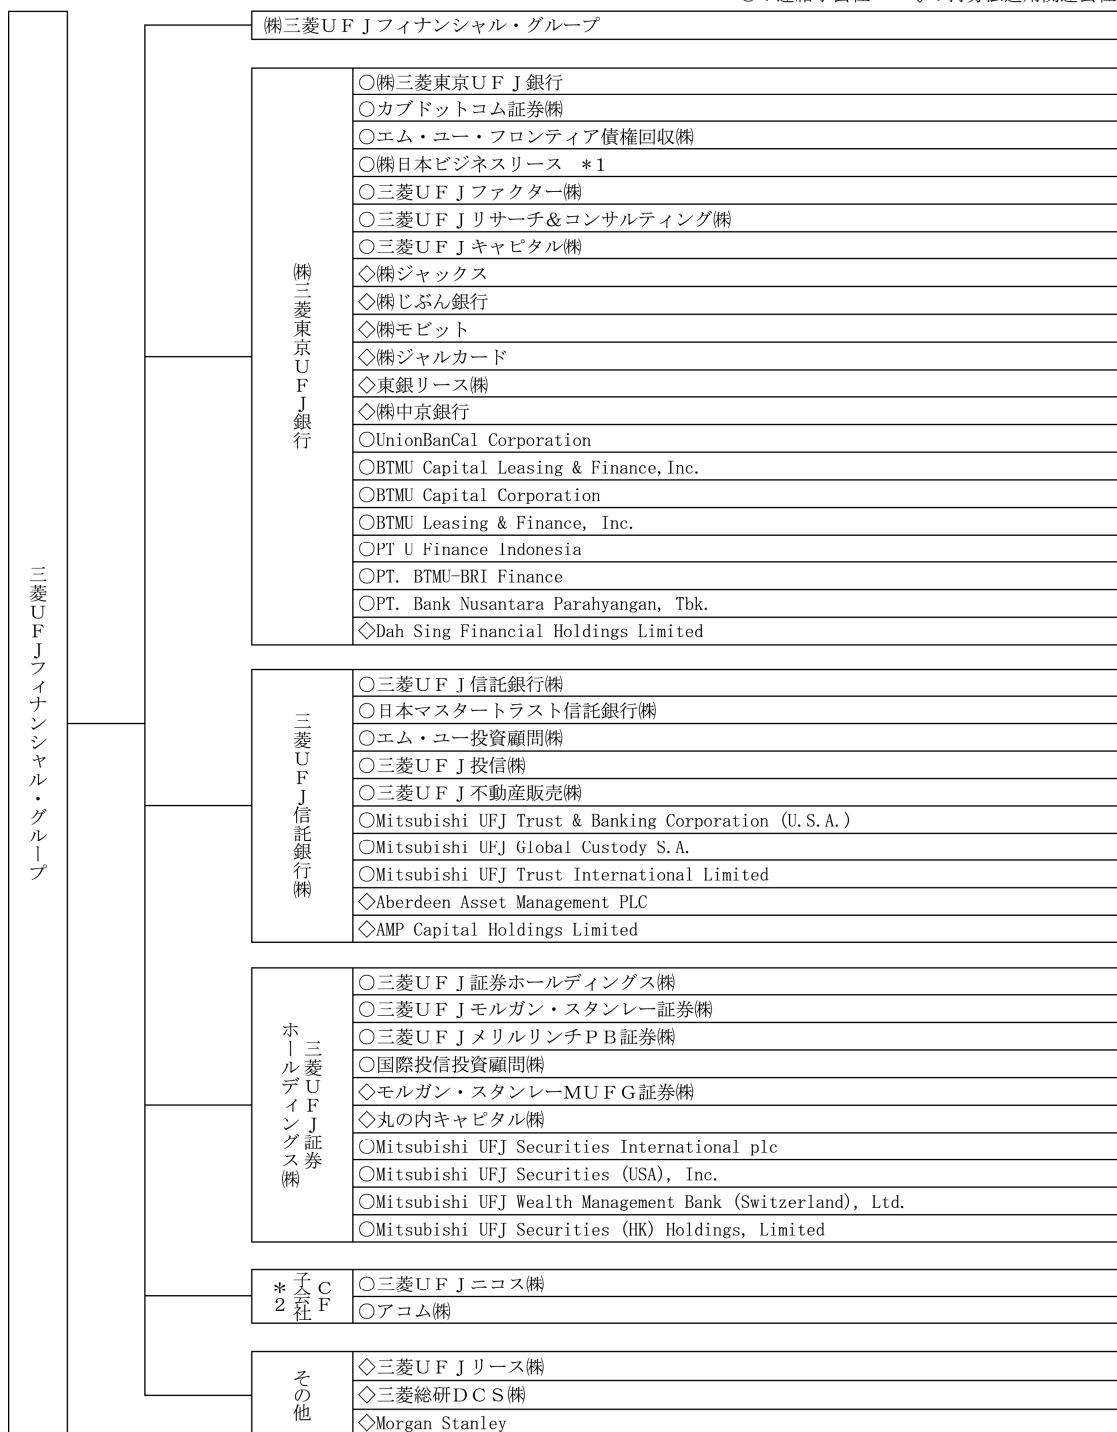 ㈱三菱UFJフィナンシャル・グループ
○㈱三菱東京UFJ銀行
○カブドットコム証券㈱
○エム・ユー・フロンティア債権回収㈱
○㈱日本ビジネスリース　*1
○三菱UFJファクター㈱
○三菱UFJリサーチ&コンサルティング㈱
○三菱UFJキャピタル㈱
◇㈱ジャックス
◇㈱じぶん銀行
◇㈱モビット
◇㈱ジャルカード
◇東銀リース㈱
◇㈱中京銀行
○UnionBanCal Corporation
○BTMU Capital Leasing & Finance,Inc.
○BTMU Capital Corporation
○BTMU Leasing & Finance, Inc.
○PT U Finance Indonesia
○PT. BTMU-BRI Finance
○PT. Bank Nusantara Parahyangan, Tbk.
◇Dah Sing Financial Holdings Limited
㈱三菱東京UFJ銀行
三菱UFJフィナンシャル・グループ
○三菱UFJ信託銀行㈱
○日本マスタートラスト信託銀行㈱
○エム・ユー投資顧問㈱
○三菱UFJ投信㈱
○三菱UFJ不動産販売㈱
○Mitsubishi UFJ Trust & Banking Corporation (U.S.A.)
○Mitsubishi UFJ Global Custody S.A.
○Mitsubishi UFJ Trust International Limited
◇Aberdeen Asset Management PLC
◇AMP Capital Holdings Limited
三菱UFJ信託銀行㈱
○三菱UFJ証券ホールディングス㈱
○三菱UFJモルガン・スタンレー証券㈱
○三菱UFJメリルリンチPB証券㈱
○国際投信投資顧問㈱
◇モルガン・スタンレーMUFG証券㈱
◇丸の内キャピタル㈱
○Mitsubishi UFJ Securities International plc
○Mitsubishi UFJ Securities (USA), Inc.
○Mitsubishi UFJ Wealth Management Bank (Switzerland), Ltd.
○Mitsubishi UFJ Securities (HK) Holdings, Limited
三菱UFJ証券
ホールディングス㈱
CF
子会社
*2
○三菱UFJニコス㈱
○アコム㈱
その他
◇三菱UFJリース㈱
◇三菱総研DCS㈱
◇Morgan Stanley